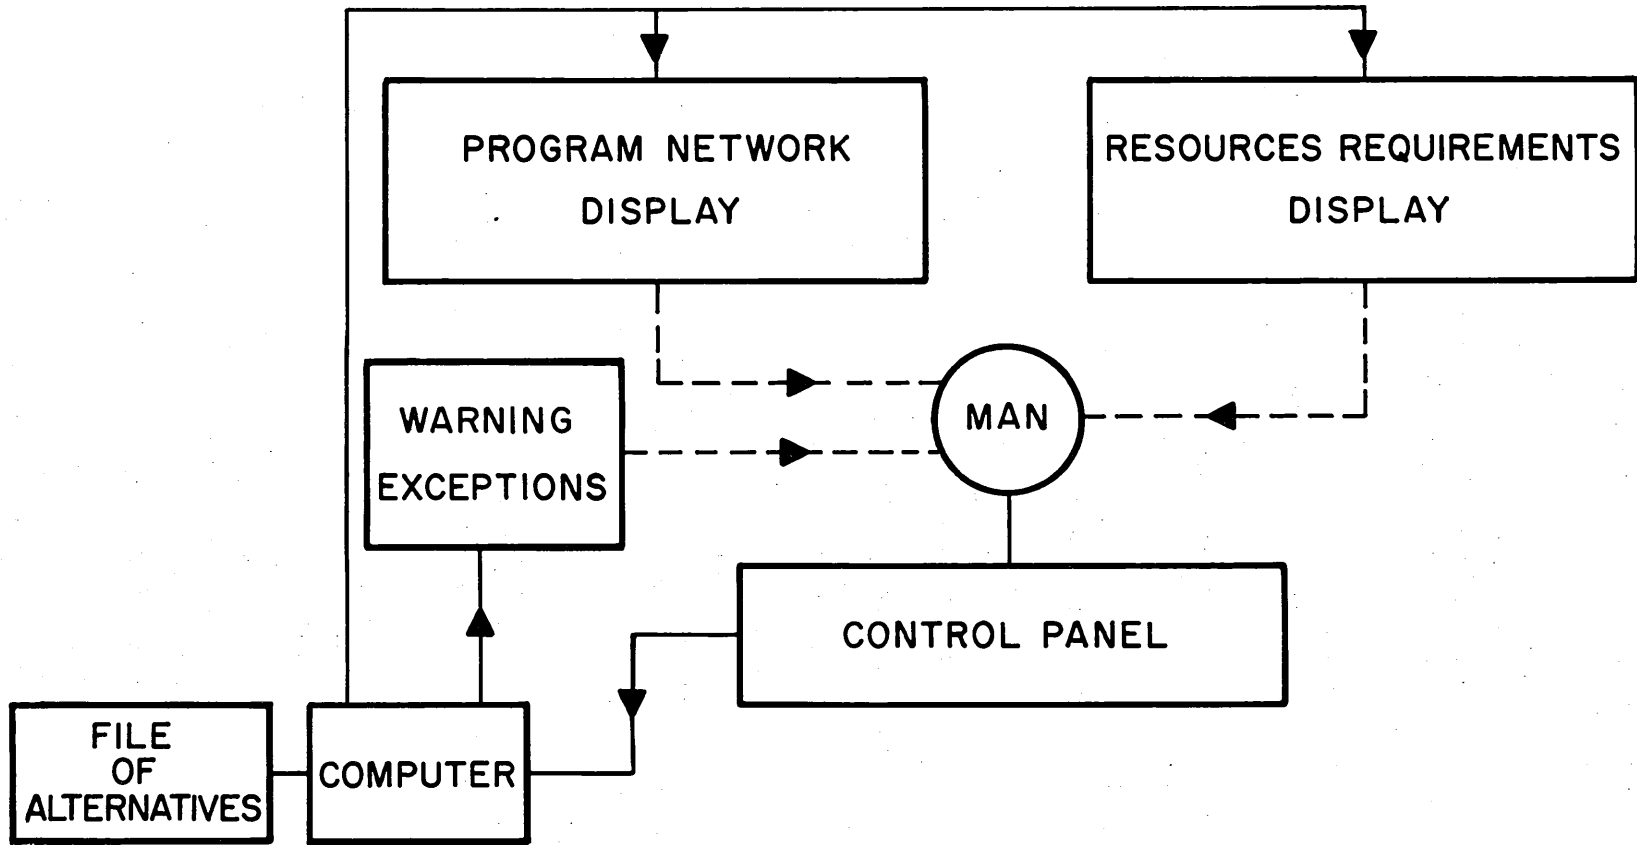 PROGRAM NETWORK
DISPLAY
RESOURCES REQUIREMENTS
DISPLAY
WARNING
EXCEPTIONS
MAN
CONTROL PANEL
FILE
OF
ALTERNATIVES
COMPUTER